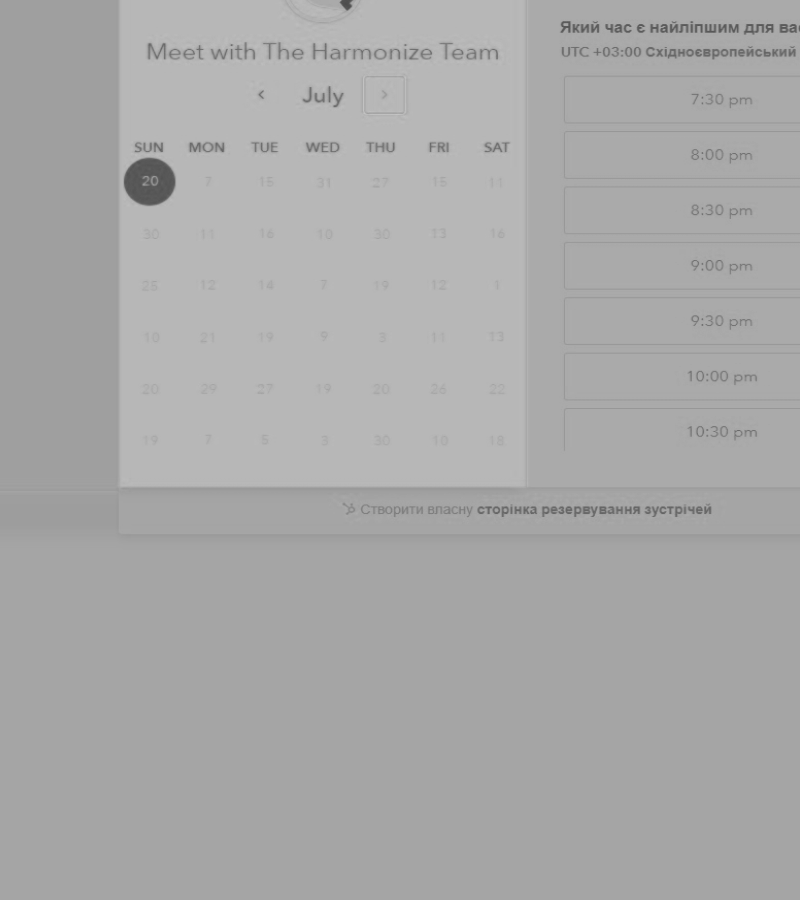 Meet with The Harmonize Team
July
SUN MON TUE WED THU FRI SAT
20 7 15 31 27 15 11
30 11 16 10 30 13 16
25 12 14 7 19 12 1
10 21 19 9 3 11 13
20 29 27 19 20 26 22
19 7 5 3 30 10 18
Який час є найліпшим для вас
UTC +03:00 Східноєвропейський
7:30 pm
8:00 pm
8:30 pm
9:00 pm
9:30 pm
10:00 pm
10:30 pm
Створити власну сторінка резервування зустрічей